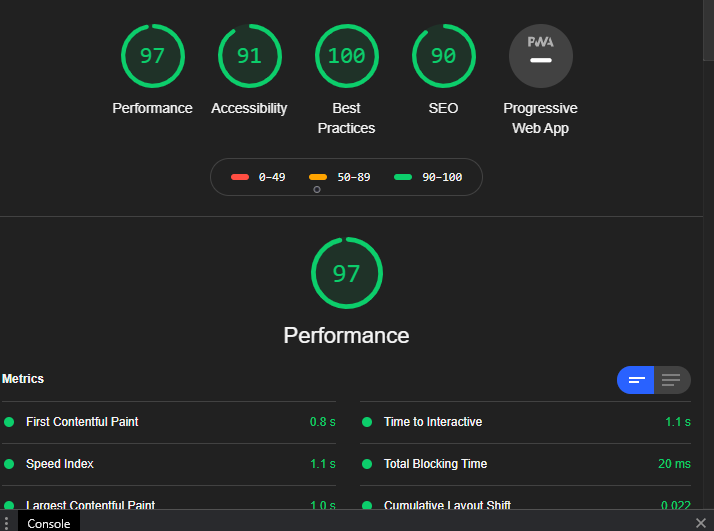 97 91 100 90 PWA
Performance Accessibility Best Practices SEO Progressive Web App
0–49 50–89 90–100
97
Performance
Metrics
First Contentful Paint 0.8 s
Time to Interactive 1.1 s
Speed Index 1.1 s
Total Blocking Time 20 ms
Largest Contentful Paint 1.0 s
Cumulative Layout Shift 0.022
Console